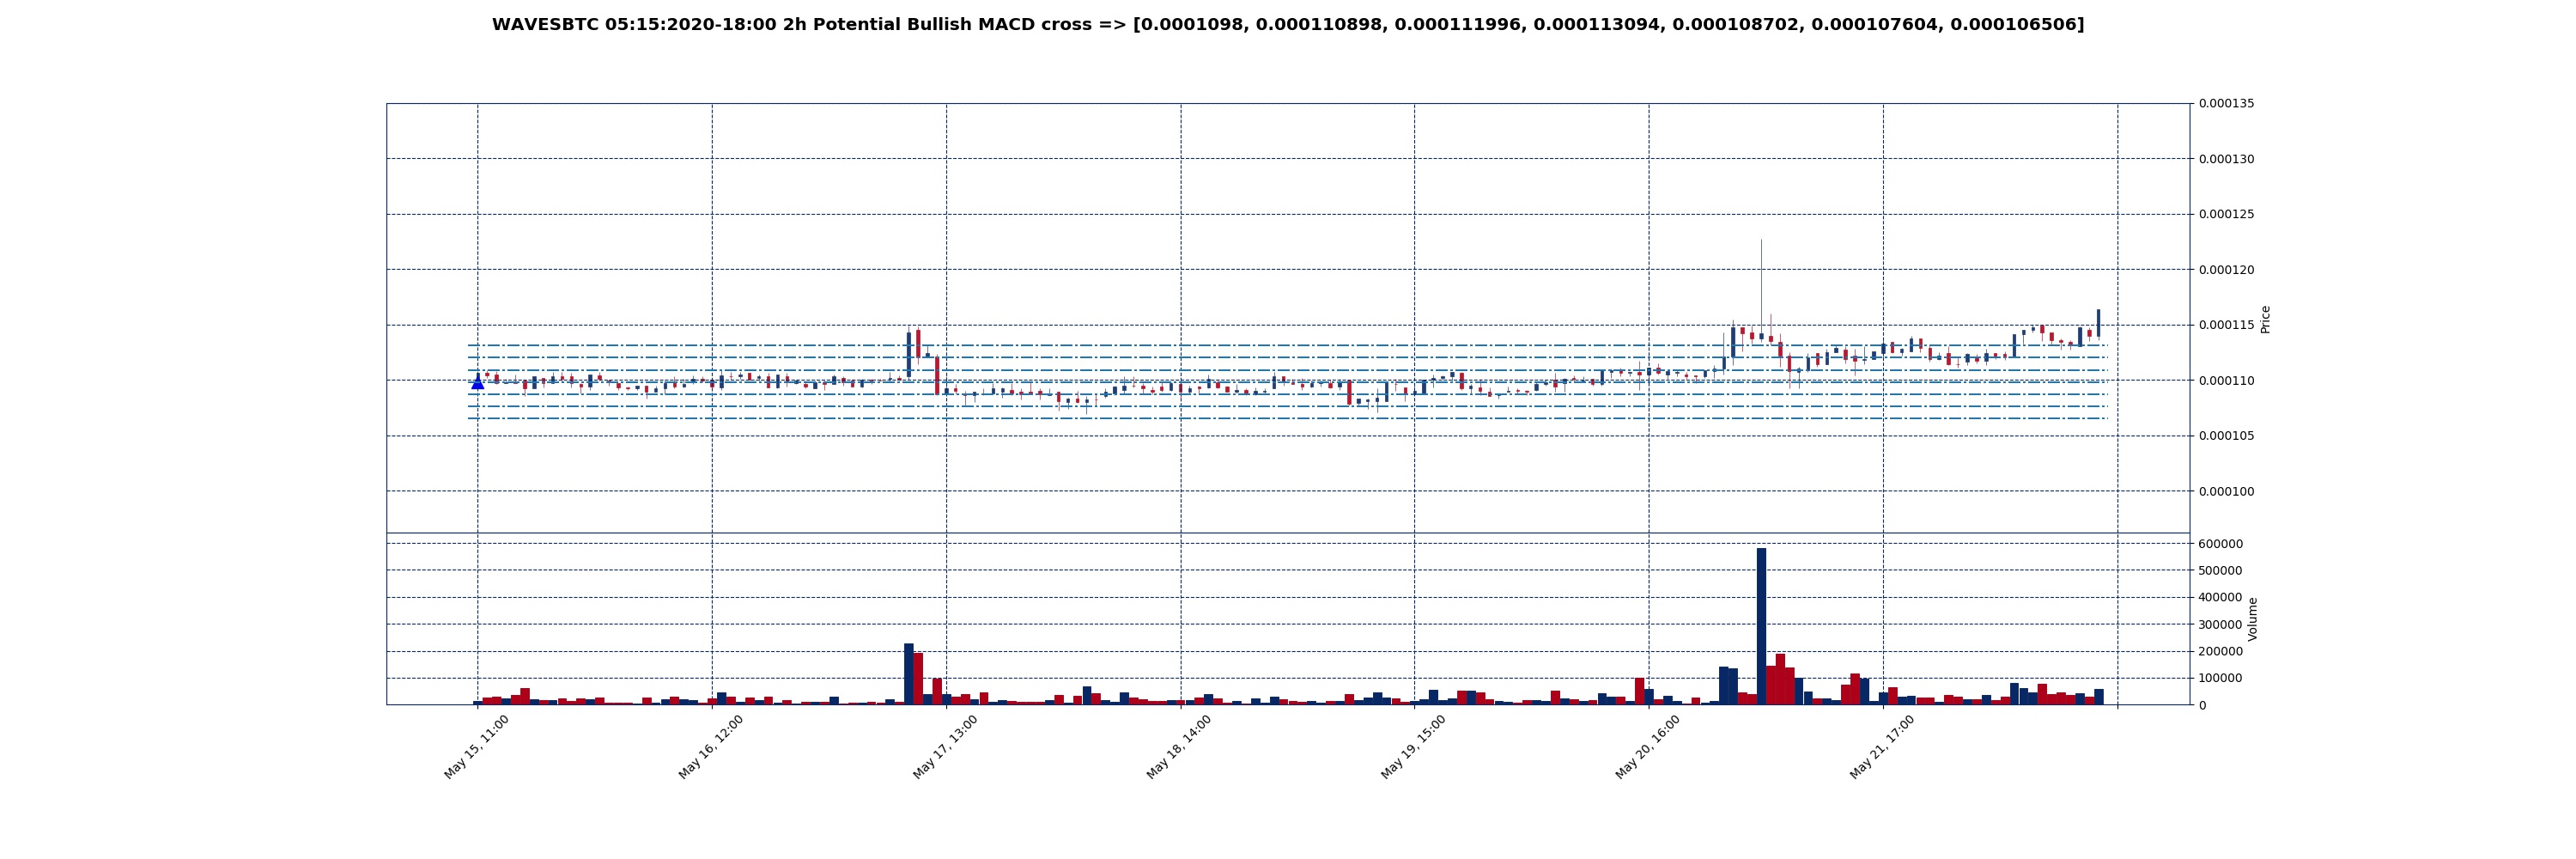 WAVESBTC 05:15:2020-18:00 2h Potential Bullish MACD cross => [0.0001098, 0.000110898, 0.000111996, 0.000113094, 0.000108702, 0.000107604, 0.000106506]
0.000135
0.000130
0.000125
0.000120
0.000115
0.000110
0.000105
0.000100
Price
600000
500000
400000
300000
200000
100000
0
Volume
May 15, 11:00
May 16, 12:00
May 17, 13:00
May 18, 14:00
May 19, 15:00
May 20, 16:00
May 21, 17:00